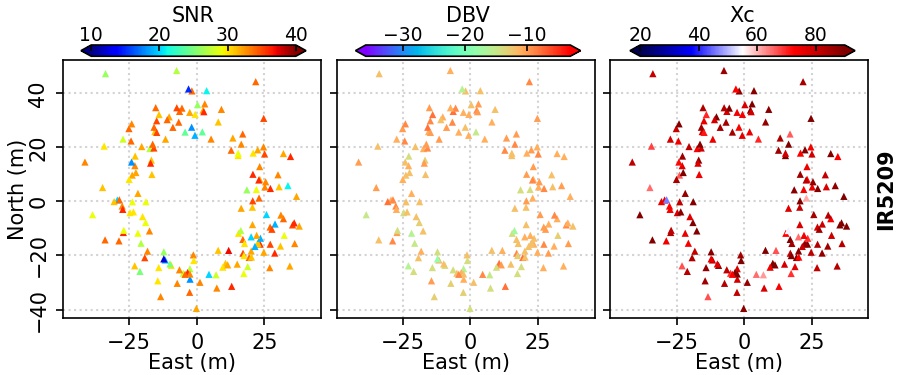 SNR DBV Xc
10 20 30 40 −30 −20 −10 20 40 60 80
40
20
0
−20
−40
North (m)
IR5209
−25 0 25 −25 0 25 −25 0 25
East (m) East (m) East (m)